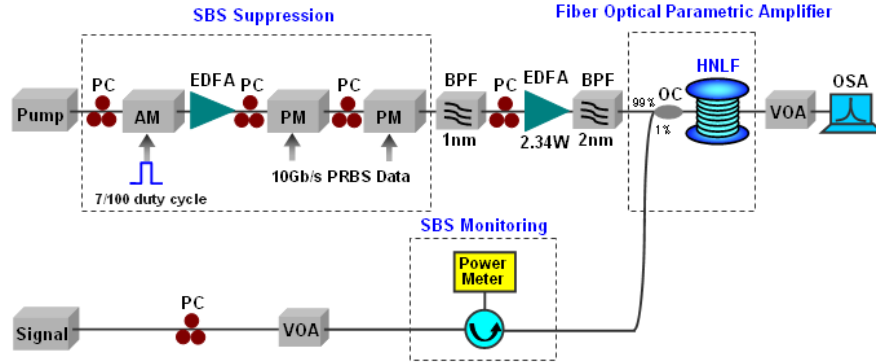 SBS Suppression
Fiber Optical Parametric Amplifier
PC
EDFA
PC
PC
BPF
PC
EDFA
BPF
HNLF
OC
OSA
99%
1%
Pump
AM
PM
PM
VOA
1nm
2.34W
2nm
10Gb/s PRBS Data
7/100 duty cycle
SBS Monitoring
Power
Meter
PC
Signal
VOA